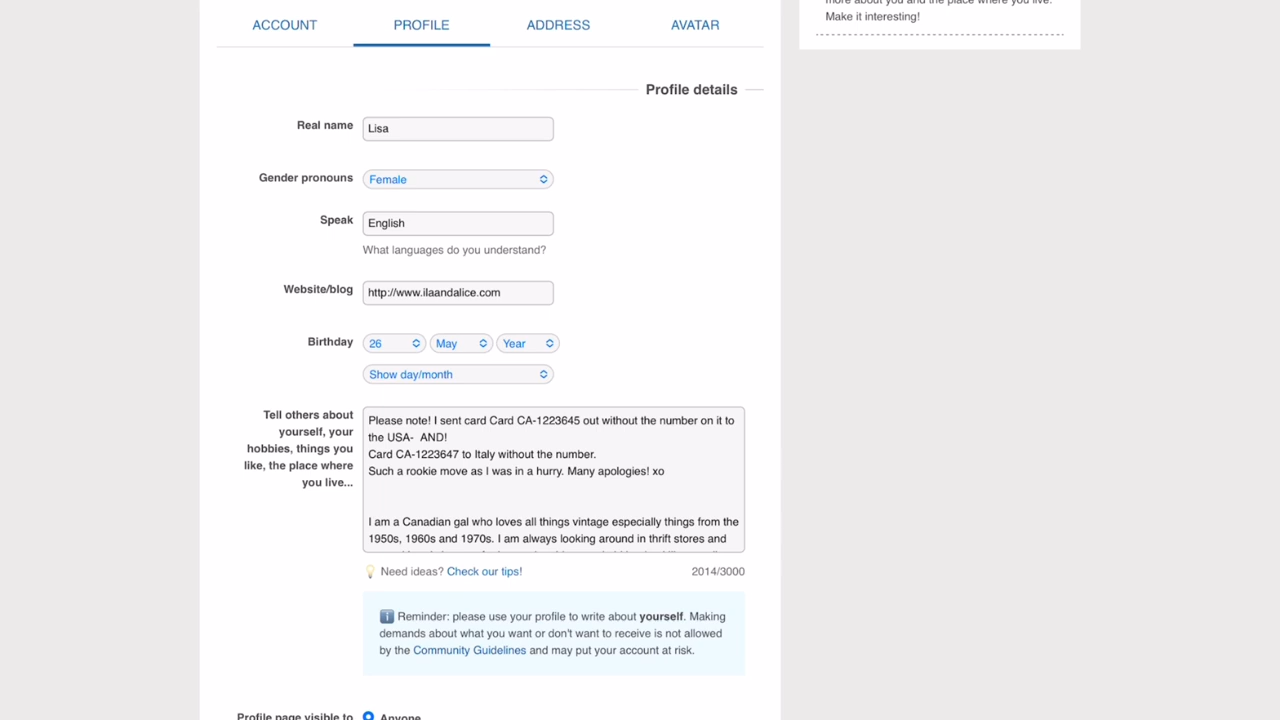 more about you and the place where you live.
Make it interesting!
ACCOUNT PROFILE ADDRESS AVATAR
Profile details
Real name Lisa
Gender pronouns Female
Speak English
What languages do you understand?
Website/blog http://www.ilaandalice.com
Birthday 26 May Year
Show day/month
Tell others about
yourself, your
hobbies, things you
like, the place where
you live...
Please note! I sent card Card CA-1223645 out without the number on it to
the USA- AND!
Card CA-1223647 to Italy without the number.
Such a rookie move as I was in a hurry. Many apologies! xo
I am a Canadian gal who loves all things vintage especially things from the
1950s, 1960s and 1970s. I am always looking around in thrift stores and
Need ideas? Check our tips! 2014/3000
Reminder: please use your profile to write about yourself. Making
demands about what you want or don't want to receive is not allowed
by the Community Guidelines and may put your account at risk.
Profile page visible to Anyone